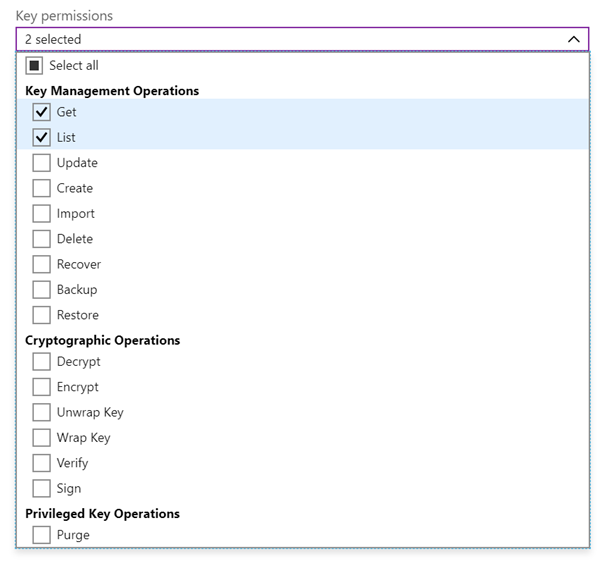 Key permissions
2 selected
Select all
Key Management Operations
Get
List
Update
Create
Import
Delete
Recover
Backup
Restore
Cryptographic Operations
Decrypt
Encrypt
Unwrap Key
Wrap Key
Verify
Sign
Privileged Key Operations
Purge